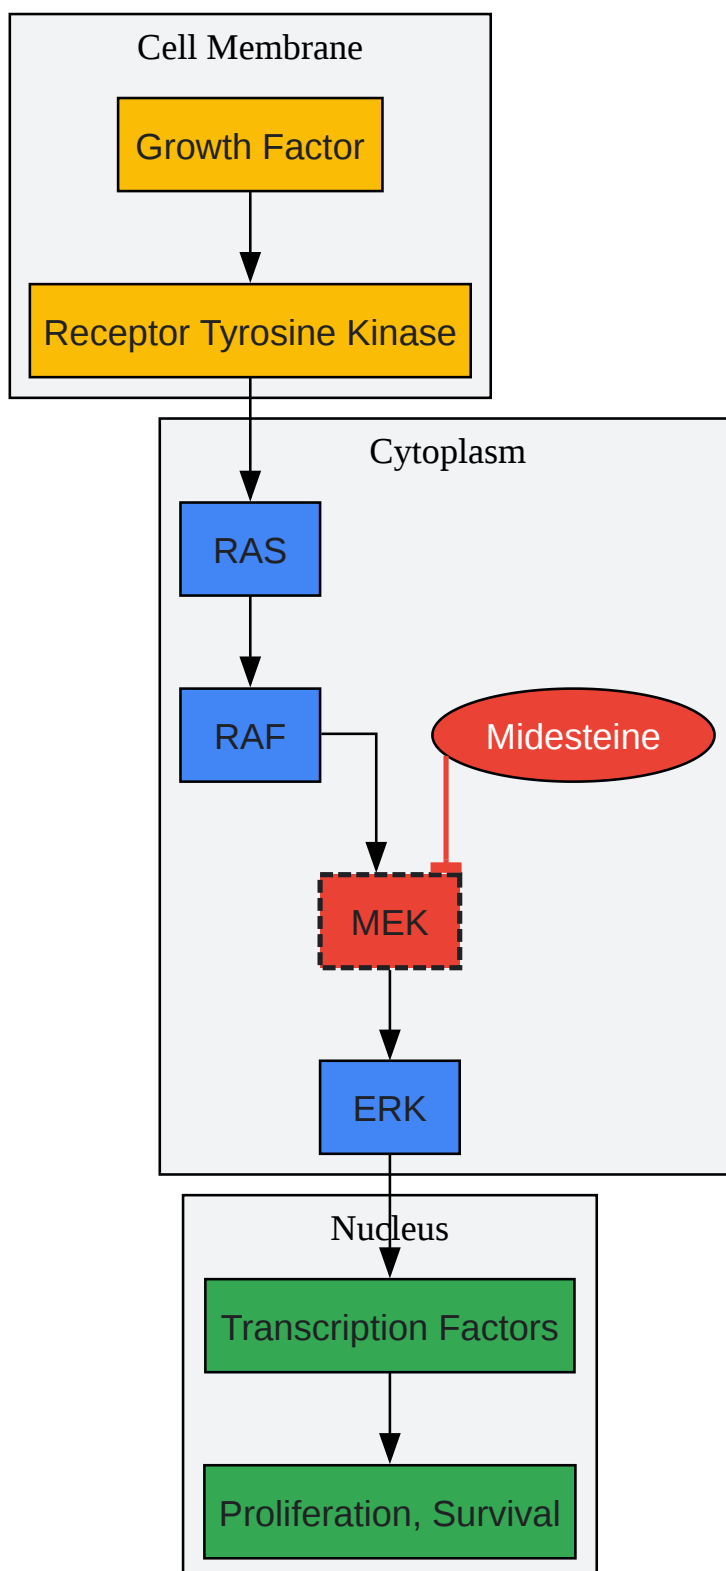 Cell Membrane
Growth Factor
Receptor Tyrosine Kinase
Cytoplasm
RAS
RAF
Midesteine
MEK
ERK
Nucleus
Transcription Factors
Proliferation, Survival